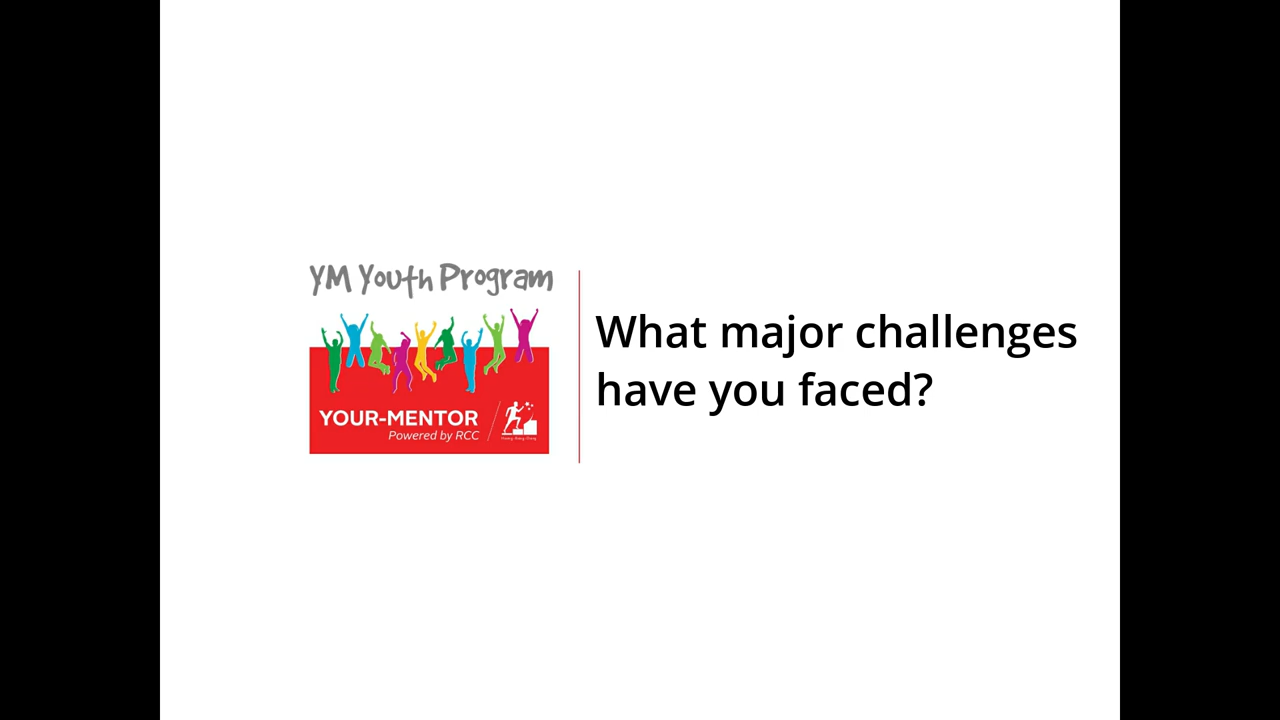 YM Youth Program
YOUR-MENTOR
Powered by RCC
What major challenges
have you faced?